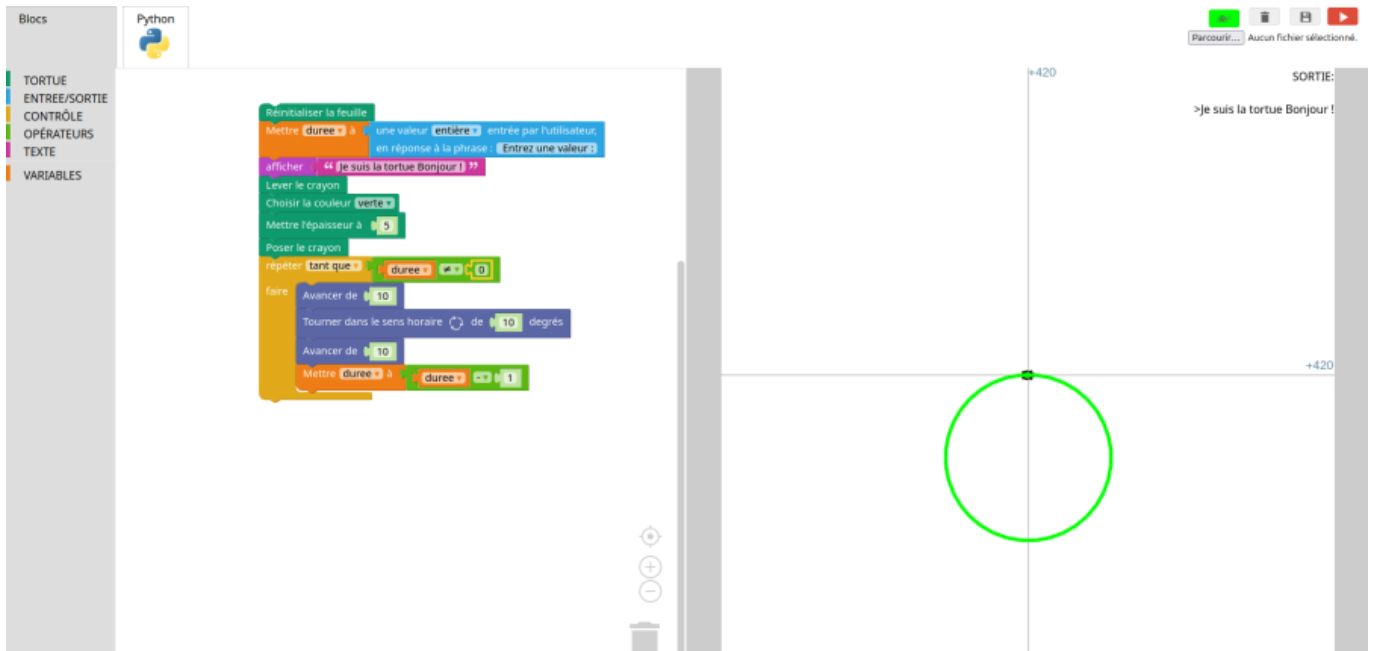 Blocs
Python
Parcourir... Aucun fichier sélectionné.
TORTUE
ENTREE/SORTIE
CONTRÔLE
OPÉRATEURS
TEXTE
VARIABLES
Réinitialiser la feuille
Mettre duree à une valeur entière entrée par l'utilisateur,
en réponse à la phrase : Entrez une valeur :
afficher “ Je suis la tortue Bonjour ! ”
Lever le crayon
Choisir la couleur verte
Mettre l'épaisseur à 5
Poser le crayon
répéter tant que duree ≠ 0
faire Avancer de 10
Tourner dans le sens horaire de 10 degrés
Avancer de 10
Mettre duree à duree - 1
+420
SORTIE:
>Je suis la tortue Bonjour !
+420